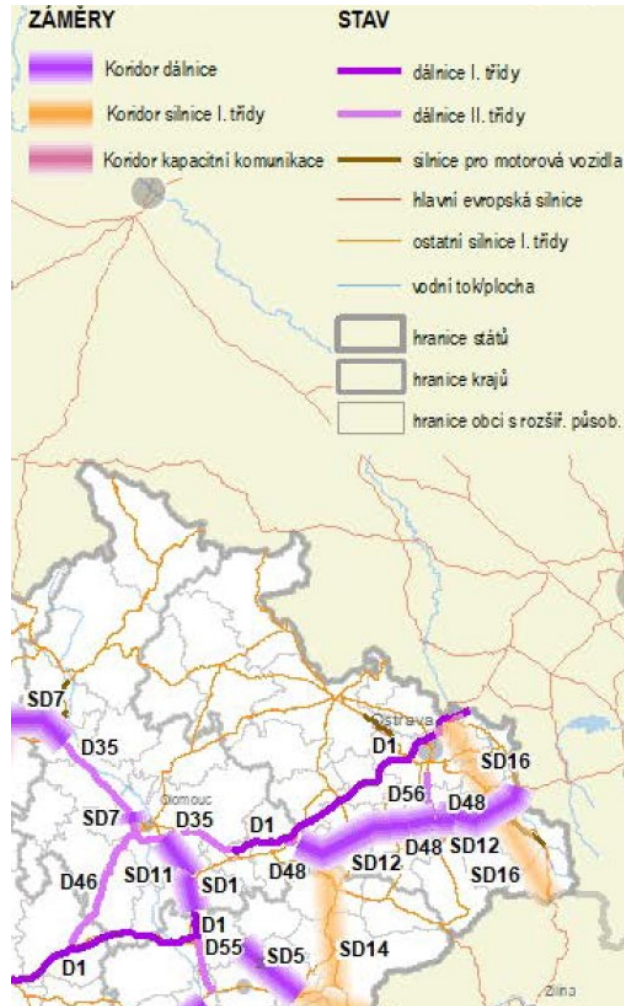 ZÁMĚRY
Koridor dálnice
Koridor silnice I. třídy
Koridor kapacitní komunikace
STAV
dálnice I. třídy
dálnice II. třídy
silnice pro motorová vozidla
hlavní evropská silnice
ostatní silnice I. třídy
vodní tok/plocha
hranice států
hranice krajů
hranice obcí s rozšíř. působ.
SD7
D35
Ostrava
D1
SD16
D56
D48
SD7
Olomouc
D35
D1
D48
SD12
D48
SD12
SD16
D46
SD11
SD1
D1
D55
SD5
SD14
D1
Žilina